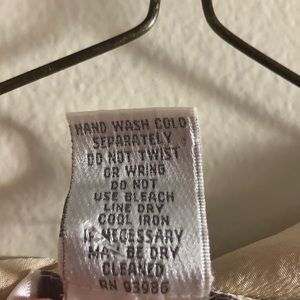 HAND WASH COLD
SEPARATELY
DO NOT TWIST
OR WRING
DO NOT
USE BLEACH
LINE DRY
COOL IRON
IF NECESSARY
MAY BE DRY
CLEANED
RN 93986